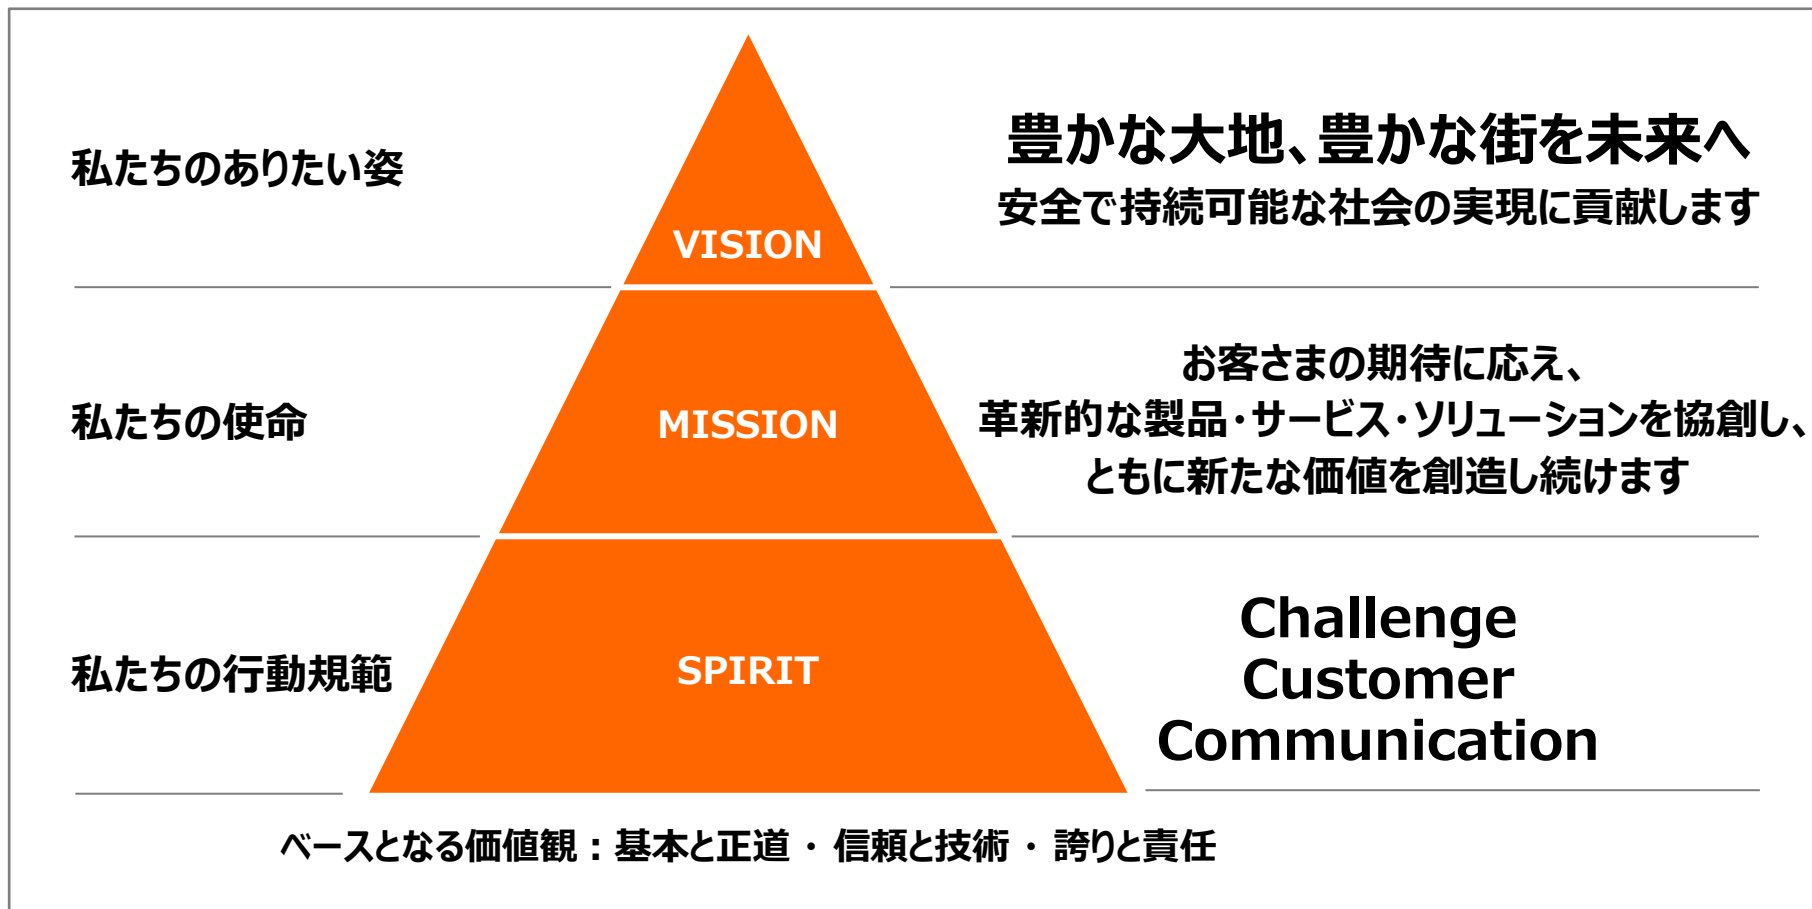 私たちのありたい姿
VISION
豊かな大地、豊かな街を未来へ
安全で持続可能な社会の実現に貢献します
私たちの使命
MISSION
お客さまの期待に応え、
革新的な製品・サービス・ソリューションを協創し、
ともに新たな価値を創造し続けます
私たちの行動規範
SPIRIT
Challenge
Customer
Communication
ベースとなる価値観：基本と正道 ・ 信頼と技術 ・ 誇りと責任